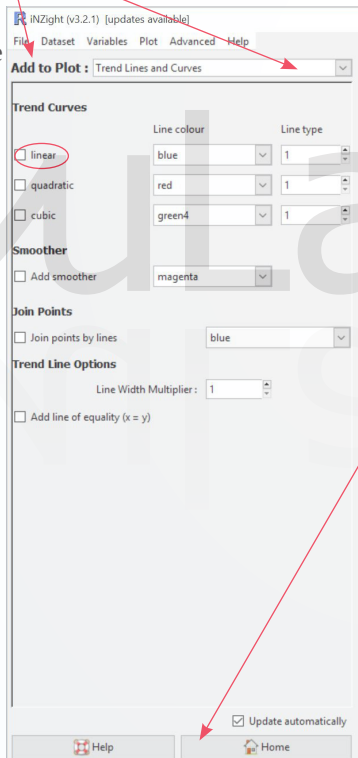 iNZight (v3.2.1) [updates available]
File Dataset Variables Plot Advanced Help
Add to Plot : Trend Lines and Curves
Trend Curves
Line colour Line type
linear blue 1
quadratic red 1
cubic green4 1
Smoother
Add smoother magenta
Join Points
Join points by lines blue
Trend Line Options
Line Width Multiplier : 1
Add line of equality (x = y)
Update automatically
Help Home